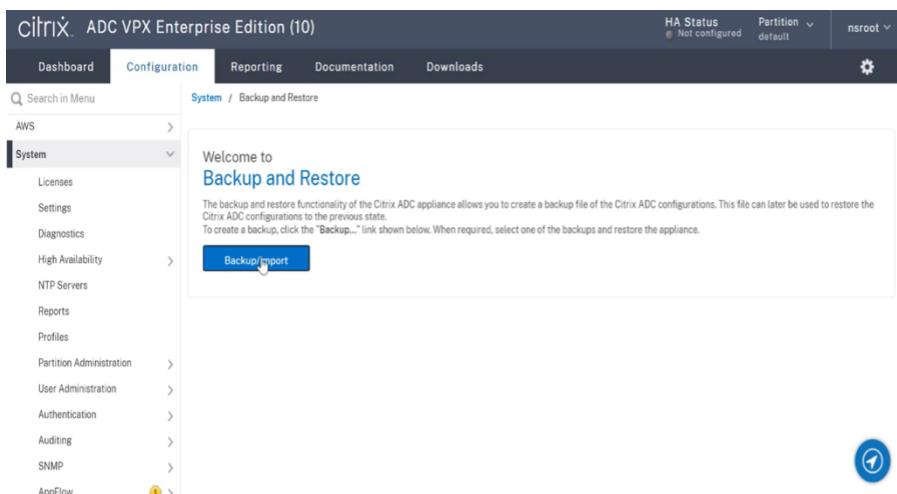 citrix. ADC VPX Enterprise Edition (10)
HA Status
Not configured
Partition
default
nsroot
Dashboard Configuration Reporting Documentation Downloads
Search in Menu
System / Backup and Restore
AWS
System
Licenses
Settings
Diagnostics
High Availability
NTP Servers
Reports
Profiles
Partition Administration
User Administration
Authentication
Auditing
SNMP
AppFlow
Welcome to
Backup and Restore
The backup and restore functionality of the Citrix ADC appliance allows you to create a backup file of the Citrix ADC configurations. This file can later be used to restore the
Citrix ADC configurations to the previous state.
To create a backup, click the "Backup..." link shown below. When required, select one of the backups and restore the appliance.
Backup/Import